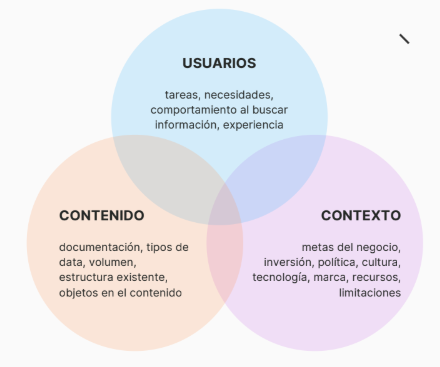 USUARIOS
tareas, necesidades,
comportamiento al buscar
información, experiencia
CONTENIDO
documentación, tipos de
data, volumen,
estructura existente,
objetos en el contenido
CONTEXTO
metas del negocio,
inversión, política, cultura,
tecnología, marca, recursos,
limitaciones